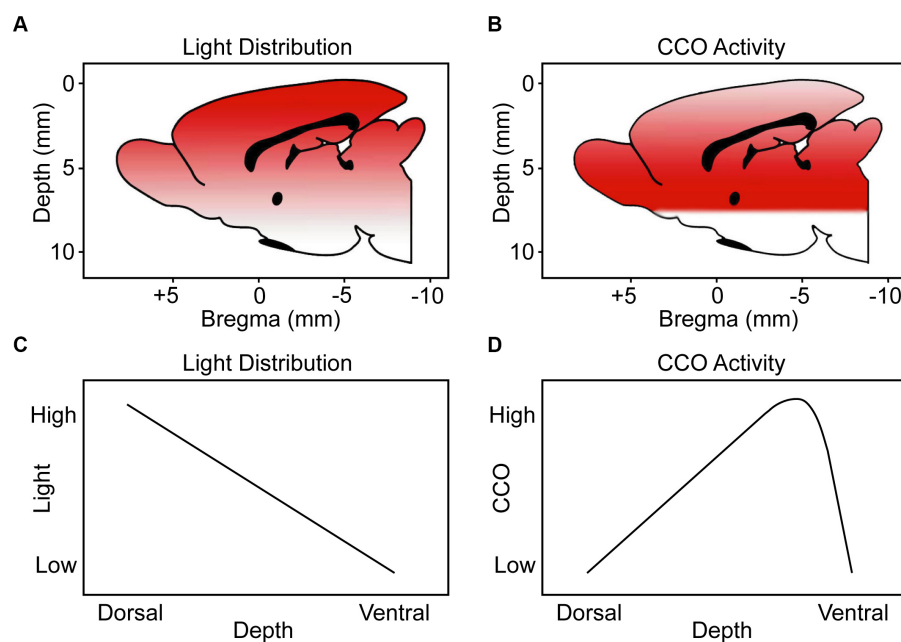 A
Light Distribution
0
5
10
Depth (mm)
+5 0 -5 -10
Bregma (mm)
B
CCO Activity
0
5
10
Depth (mm)
+5 0 -5 -10
Bregma (mm)
C
Light Distribution
High
Light
Low
Dorsal Ventral
Depth
D
CCO Activity
High
CCO
Low
Dorsal Ventral
Depth